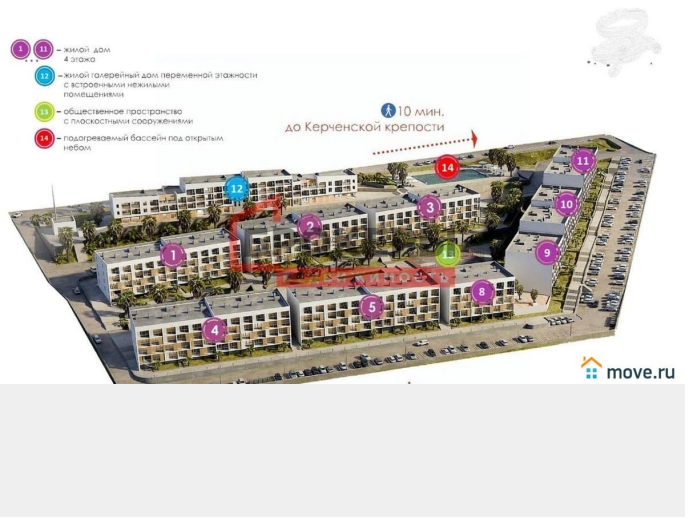 1 11 – жилой дом
4 этажа
12 – жилой галерейный дом переменной этажности
с встроенными нежилыми
помещениями
13 – общественное пространство
с плоскостными сооружениями
14 – подогреваемый бассейн под открытым
небом
10 мин.
до Керченской крепости
14
11
12
10
3
2
1
9
8
5
4
move.ru